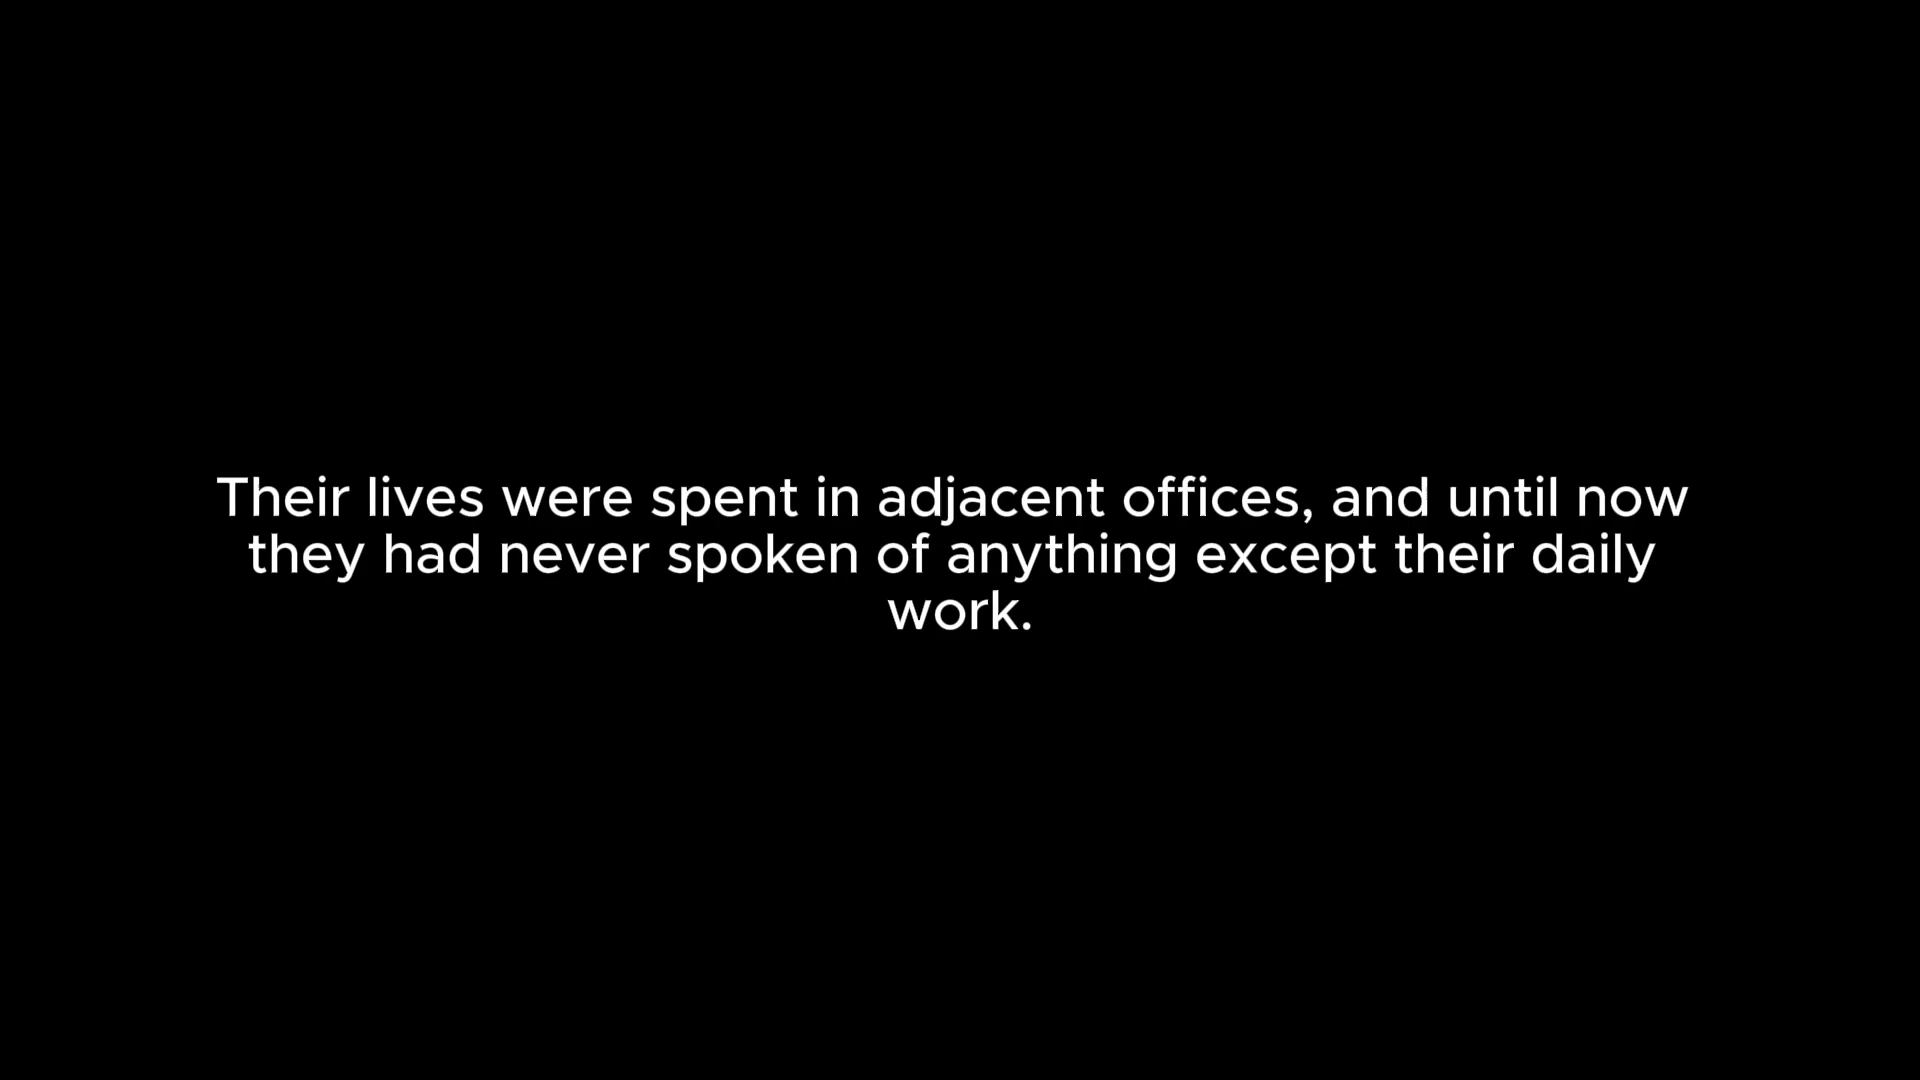 Their lives were spent in adjacent offices, and until now
they had never spoken of anything except their daily
work.